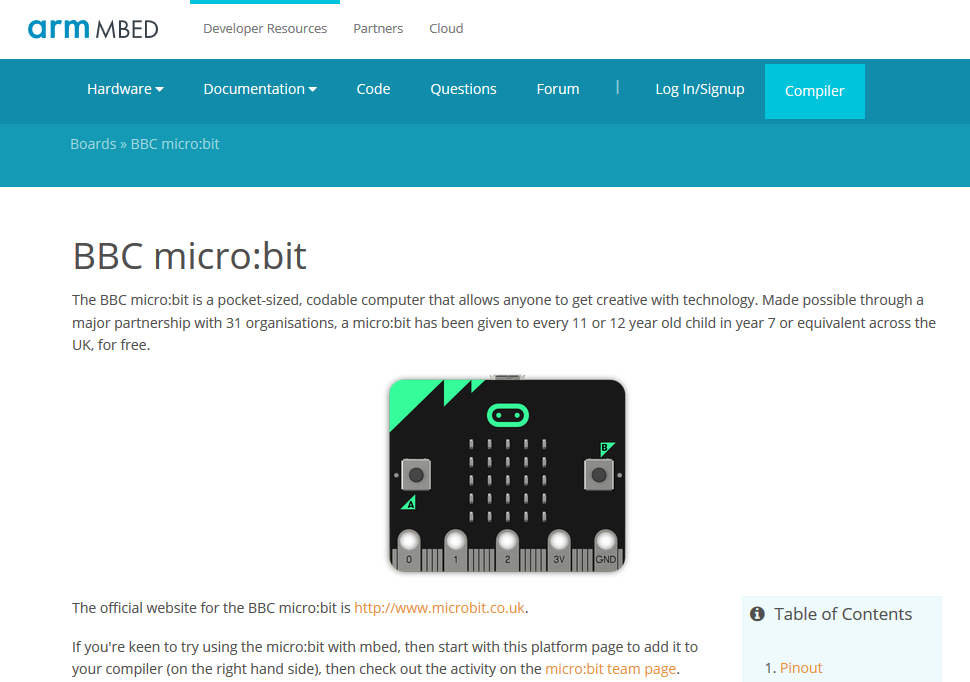 arm MBED
Developer Resources Partners Cloud
Hardware Documentation Code Questions Forum | Log In/Signup Compiler
Boards » BBC micro:bit
BBC micro:bit
The BBC micro:bit is a pocket-sized, codable computer that allows anyone to get creative with technology. Made possible through a
major partnership with 31 organisations, a micro:bit has been given to every 11 or 12 year old child in year 7 or equivalent across the
UK, for free.
B
A
0 1 2 3V GND
The official website for the BBC micro:bit is http://www.microbit.co.uk.
If you're keen to try using the micro:bit with mbed, then start with this platform page to add it to
your compiler (on the right hand side), then check out the activity on the micro:bit team page.
Table of Contents
1. Pinout